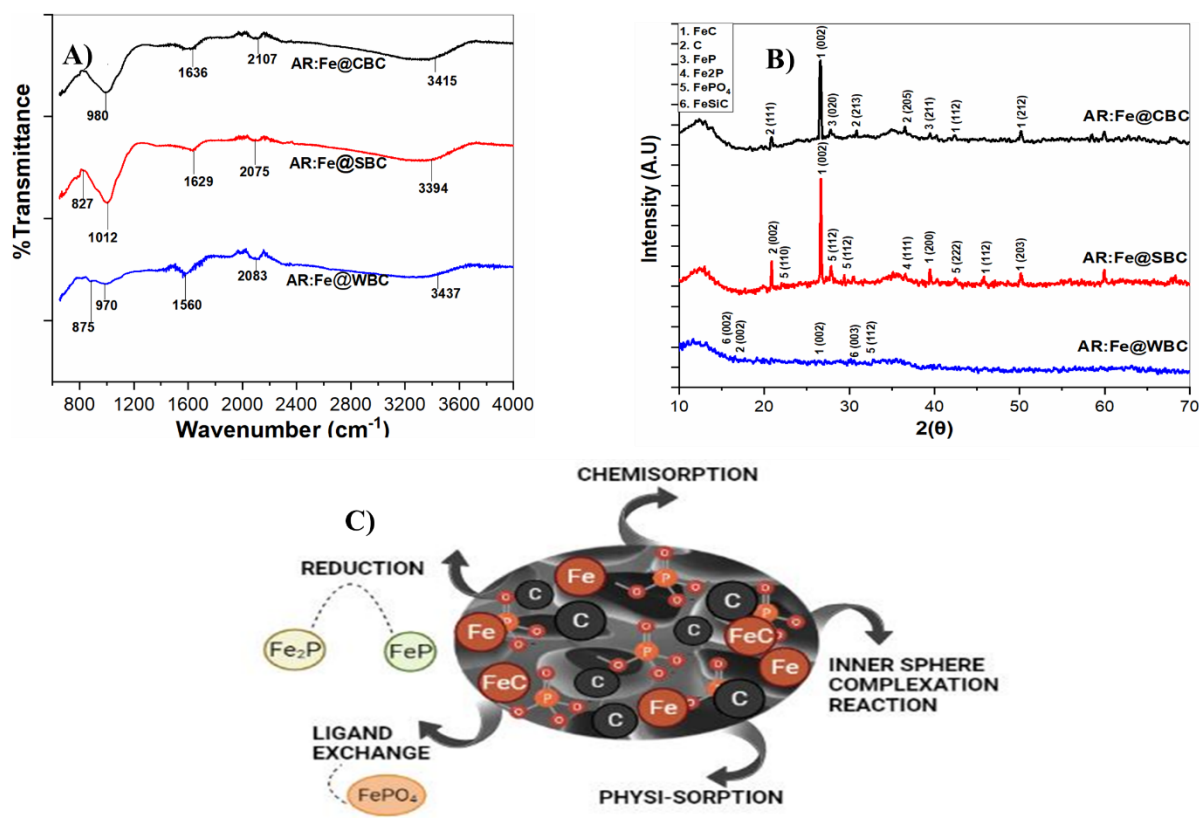 A)
AR:Fe@CBC
980
1636
2107
3415
AR:Fe@SBC
827
1012
1629
2075
3394
AR:Fe@WBC
875
970
1560
2083
3437
%Transmittance
800 1200 1600 2000 2400 2800 3200 3600 4000
Wavenumber (cm⁻¹)
B)
1. FeC
2. C
3. FeP
4. Fe2P
5. FePO₄
6. FeSiC
AR:Fe@CBC
2 (111)
1 (002)
3 (020)
2 (213)
2 (205)
3 (211)
1 (112)
1 (212)
AR:Fe@SBC
2 (002)
5 (110)
1 (002)
5 (112)
5 (112)
4 (111)
1 (200)
5 (222)
1 (112)
1 (203)
AR:Fe@WBC
6 (002)
2 (002)
1 (002)
6 (003)
5 (112)
Intensity (A.U)
10 20 30 40 50 60 70
2(θ)
C)
CHEMISORPTION
REDUCTION
Fe₂P
FeP
LIGAND
EXCHANGE
FePO₄
INNER SPHERE
COMPLEXATION
REACTION
PHYSI-SORPTION
Fe
C
C
Fe
C
FeC
C
FeC
Fe
C
C
Fe
C